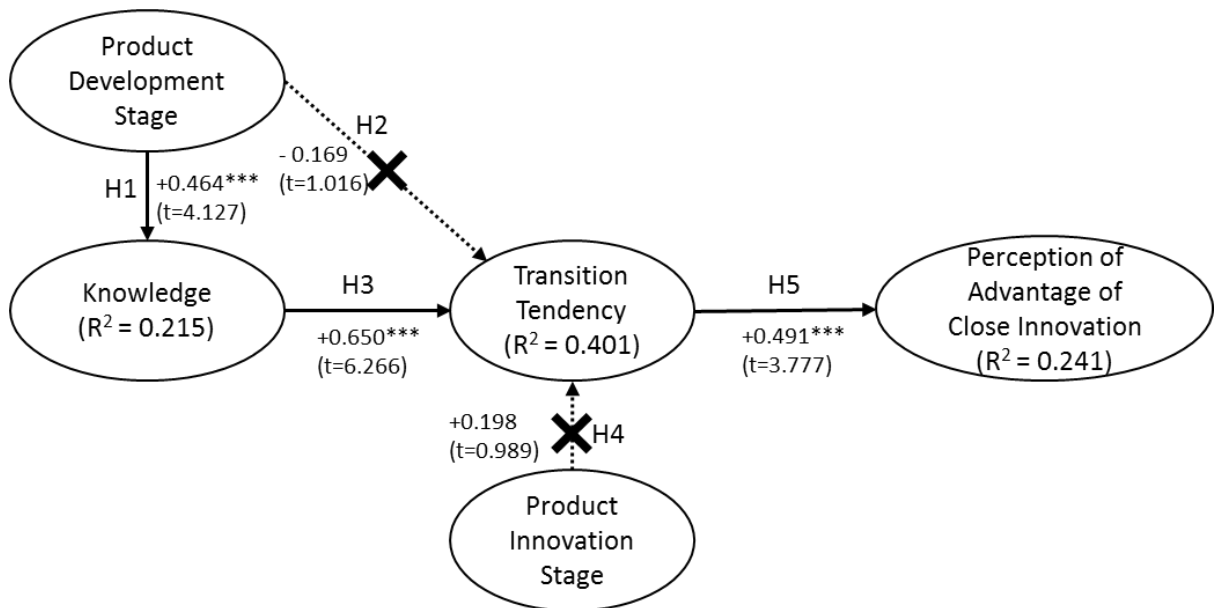 Product
Development
Stage
H2
- 0.169
(t=1.016)
H1
+0.464***
(t=4.127)
Knowledge
(R² = 0.215)
H3
+0.650***
(t=6.266)
Transition
Tendency
(R² = 0.401)
H5
+0.491***
(t=3.777)
Perception of
Advantage of
Close Innovation
(R² = 0.241)
+0.198
(t=0.989)
H4
Product
Innovation
Stage